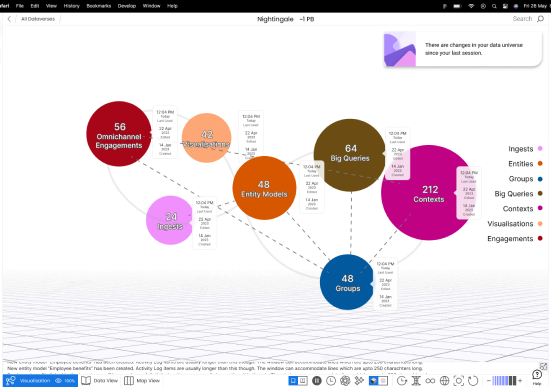 afari File Edit View History Bookmarks Develop Window Help
Fri 26 May
All Dataverses
Nightingale ~1 PB
Search
There are changes in your data universe
since your last session.
56
Omnichannel
Engagements
12:04 PM
Today
Last Used
22 Apr
2023
Edited
14 Jan
2023
Created
42
Visualisations
12:04 PM
Today
Last Used
22 Apr
2023
Edited
14 Jan
2023
Created
64
Big Queries
12:04 PM
Today
Last Used
22 Apr
2023
Edited
14 Jan
2023
Created
48
Entity Models
12:04 PM
Today
Last Used
22 Apr
2023
Edited
14 Jan
2023
Created
212
Contexts
12:04 PM
Today
Last Used
22 Apr
2023
Edited
14 Jan
2023
Created
24
Ingests
12:04 PM
Today
Last Used
22 Apr
2023
Edited
14 Jan
2023
Created
48
Groups
12:04 PM
Today
Last Used
22 Apr
2023
Edited
14 Jan
2023
Created
Ingests
Entities
Groups
Big Queries
Contexts
Visualisations
Engagements
New entity model "Employee benefits" has been created. Activity Log items are usually longer than this though. The window can accommodate lines which are upto 250 charachters long.
Visualisation 100% Data View Map View